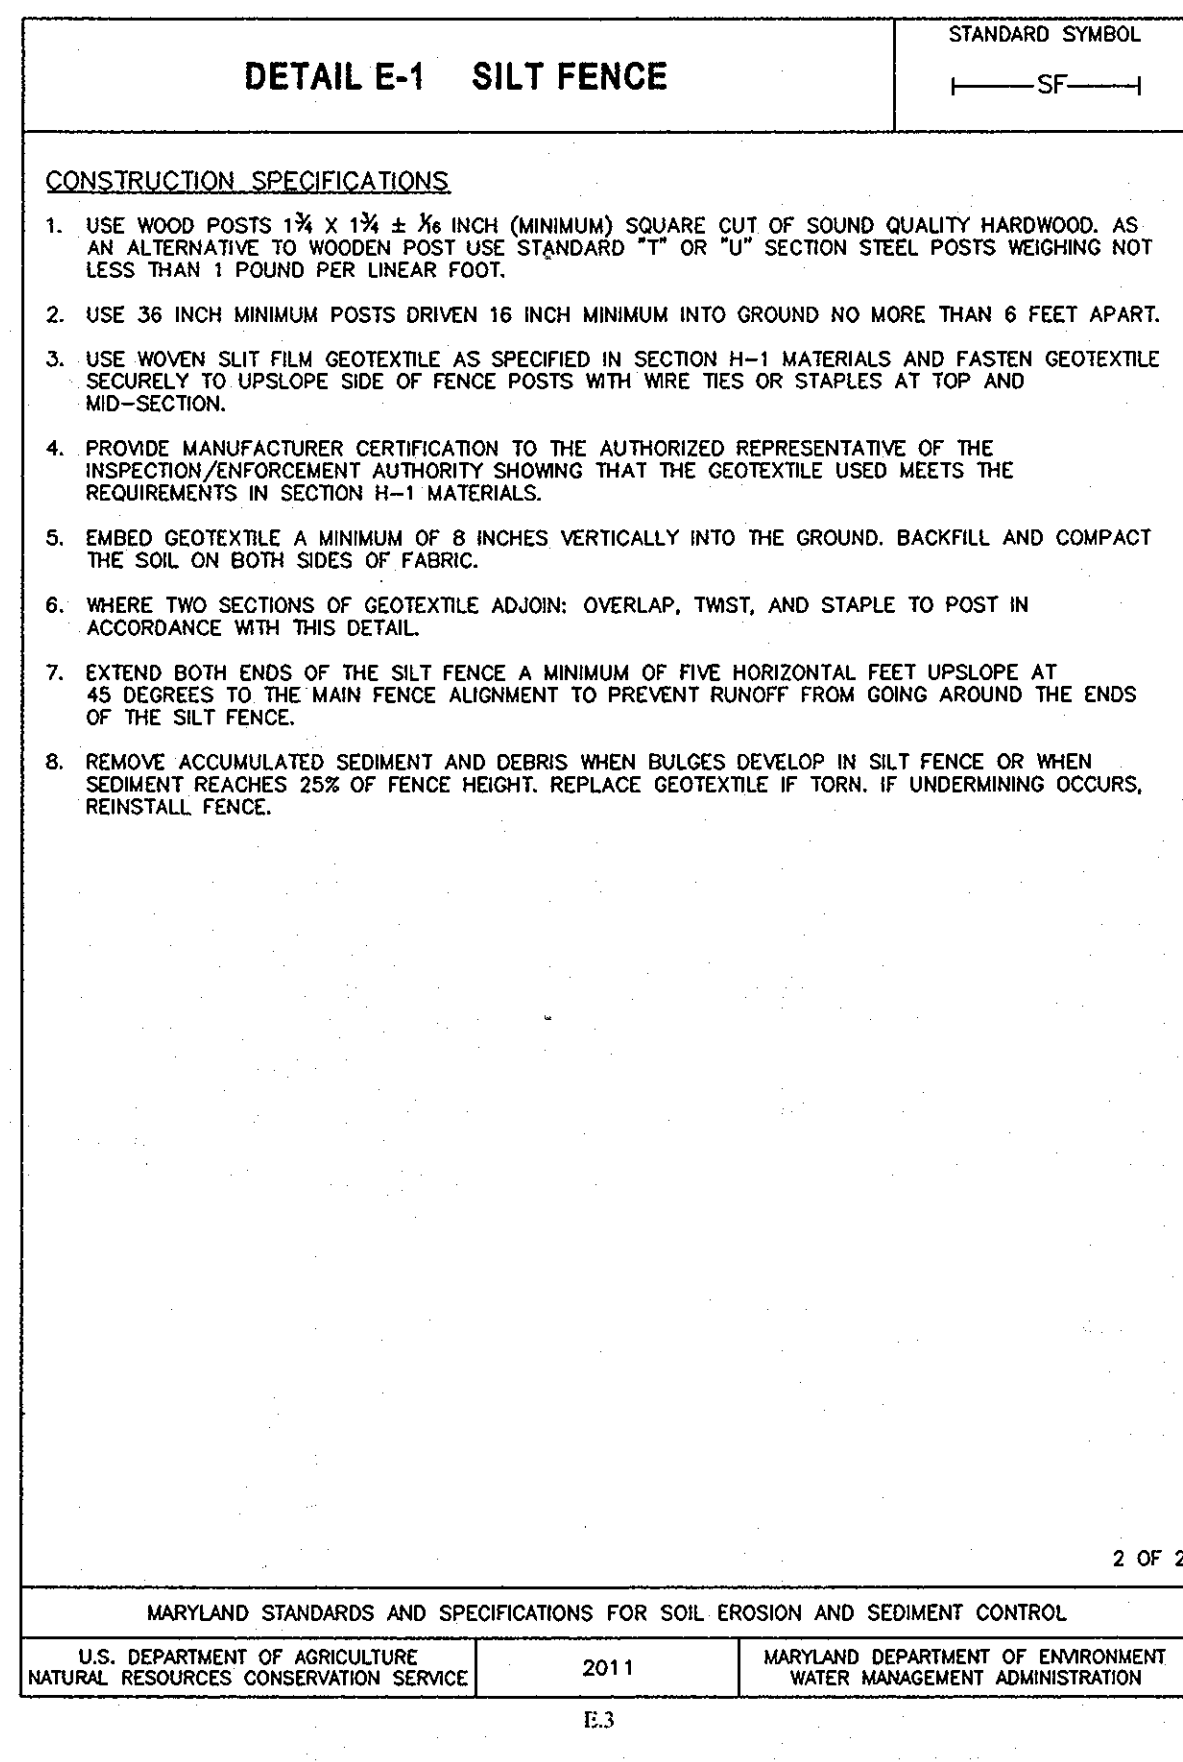 STANDARD SYMBOL
DETAIL E-1 SILT FENCE
SF
CONSTRUCTION SPECIFICATIONS
1. USE WOOD POSTS 1¾ X 1¾ ± 1/16 INCH (MINIMUM) SQUARE CUT OF SOUND QUALITY HARDWOOD. AS
AN ALTERNATIVE TO WOODEN POST USE STANDARD "T" OR "U" SECTION STEEL POSTS WEIGHING NOT
LESS THAN 1 POUND PER LINEAR FOOT.
2. USE 36 INCH MINIMUM POSTS DRIVEN 16 INCH MINIMUM INTO GROUND NO MORE THAN 6 FEET APART.
3. USE WOVEN SLIT FILM GEOTEXTILE AS SPECIFIED IN SECTION H-1 MATERIALS AND FASTEN GEOTEXTILE
SECURELY TO UPSLOPE SIDE OF FENCE POSTS WITH WIRE TIES OR STAPLES AT TOP AND
MID-SECTION.
4. PROVIDE MANUFACTURER CERTIFICATION TO THE AUTHORIZED REPRESENTATIVE OF THE
INSPECTION/ENFORCEMENT AUTHORITY SHOWING THAT THE GEOTEXTILE USED MEETS THE
REQUIREMENTS IN SECTION H-1 MATERIALS.
5. EMBED GEOTEXTILE A MINIMUM OF 8 INCHES VERTICALLY INTO THE GROUND. BACKFILL AND COMPACT
THE SOIL ON BOTH SIDES OF FABRIC.
6. WHERE TWO SECTIONS OF GEOTEXTILE ADJOIN: OVERLAP, TWIST, AND STAPLE TO POST IN
ACCORDANCE WITH THIS DETAIL.
7. EXTEND BOTH ENDS OF THE SILT FENCE A MINIMUM OF FIVE HORIZONTAL FEET UPSLOPE AT
45 DEGREES TO THE MAIN FENCE ALIGNMENT TO PREVENT RUNOFF FROM GOING AROUND THE ENDS
OF THE SILT FENCE.
8. REMOVE ACCUMULATED SEDIMENT AND DEBRIS WHEN BULGES DEVELOP IN SILT FENCE OR WHEN
SEDIMENT REACHES 25% OF FENCE HEIGHT. REPLACE GEOTEXTILE IF TORN. IF UNDERMINING OCCURS,
REINSTALL FENCE.
2 OF 2
MARYLAND STANDARDS AND SPECIFICATIONS FOR SOIL EROSION AND SEDIMENT CONTROL
U.S. DEPARTMENT OF AGRICULTURE
NATURAL RESOURCES CONSERVATION SERVICE
2011
MARYLAND DEPARTMENT OF ENVIRONMENT
WATER MANAGEMENT ADMINISTRATION
E.3